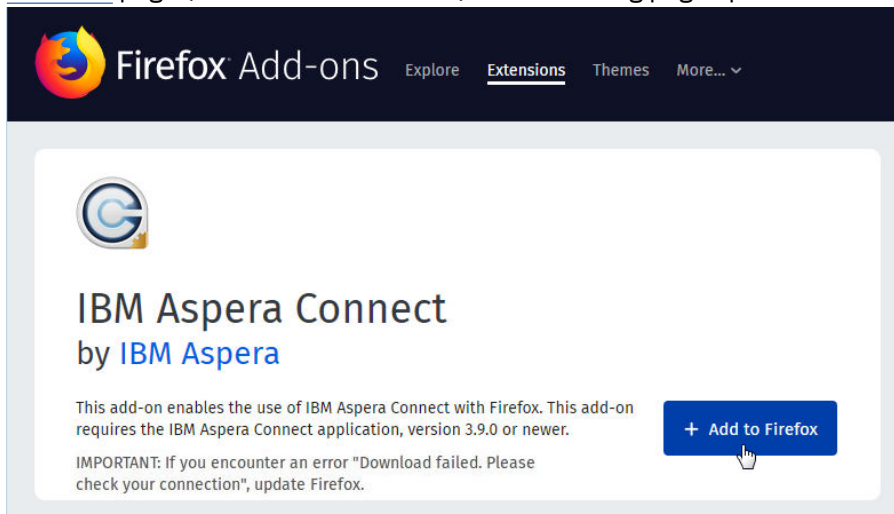 Firefox Add-ons Explore Extensions Themes More...
IBM Aspera Connect
by IBM Aspera
This add-on enables the use of IBM Aspera Connect with Firefox. This add-on
requires the IBM Aspera Connect application, version 3.9.0 or newer.
+ Add to Firefox
IMPORTANT: If you encounter an error "Download failed. Please
check your connection", update Firefox.